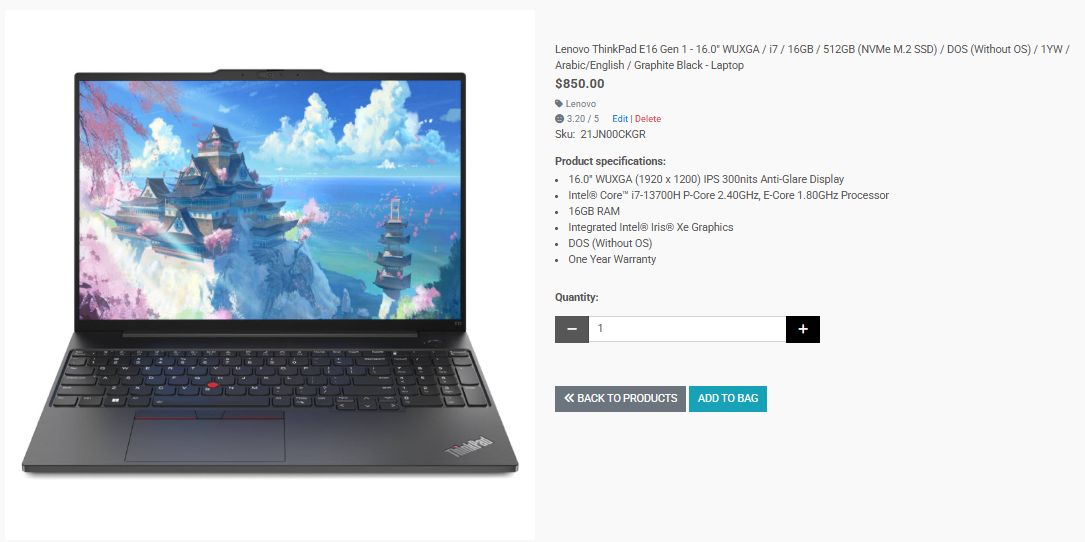 Lenovo ThinkPad E16 Gen 1 - 16.0" WUXGA / i7 / 16GB / 512GB (NVMe M.2 SSD) / DOS (Without OS) / 1YW /
Arabic/English / Graphite Black - Laptop
$850.00
Lenovo
3.20 / 5 Edit | Delete
Sku: 21JN00CKGR
Product specifications:
16.0" WUXGA (1920 x 1200) IPS 300nits Anti-Glare Display
Intel® Core™ i7-13700H P-Core 2.40GHz, E-Core 1.80GHz Processor
16GB RAM
Integrated Intel® Iris® Xe Graphics
DOS (Without OS)
One Year Warranty
Quantity:
− 1 +
BACK TO PRODUCTS ADD TO BAG
ThinkPad